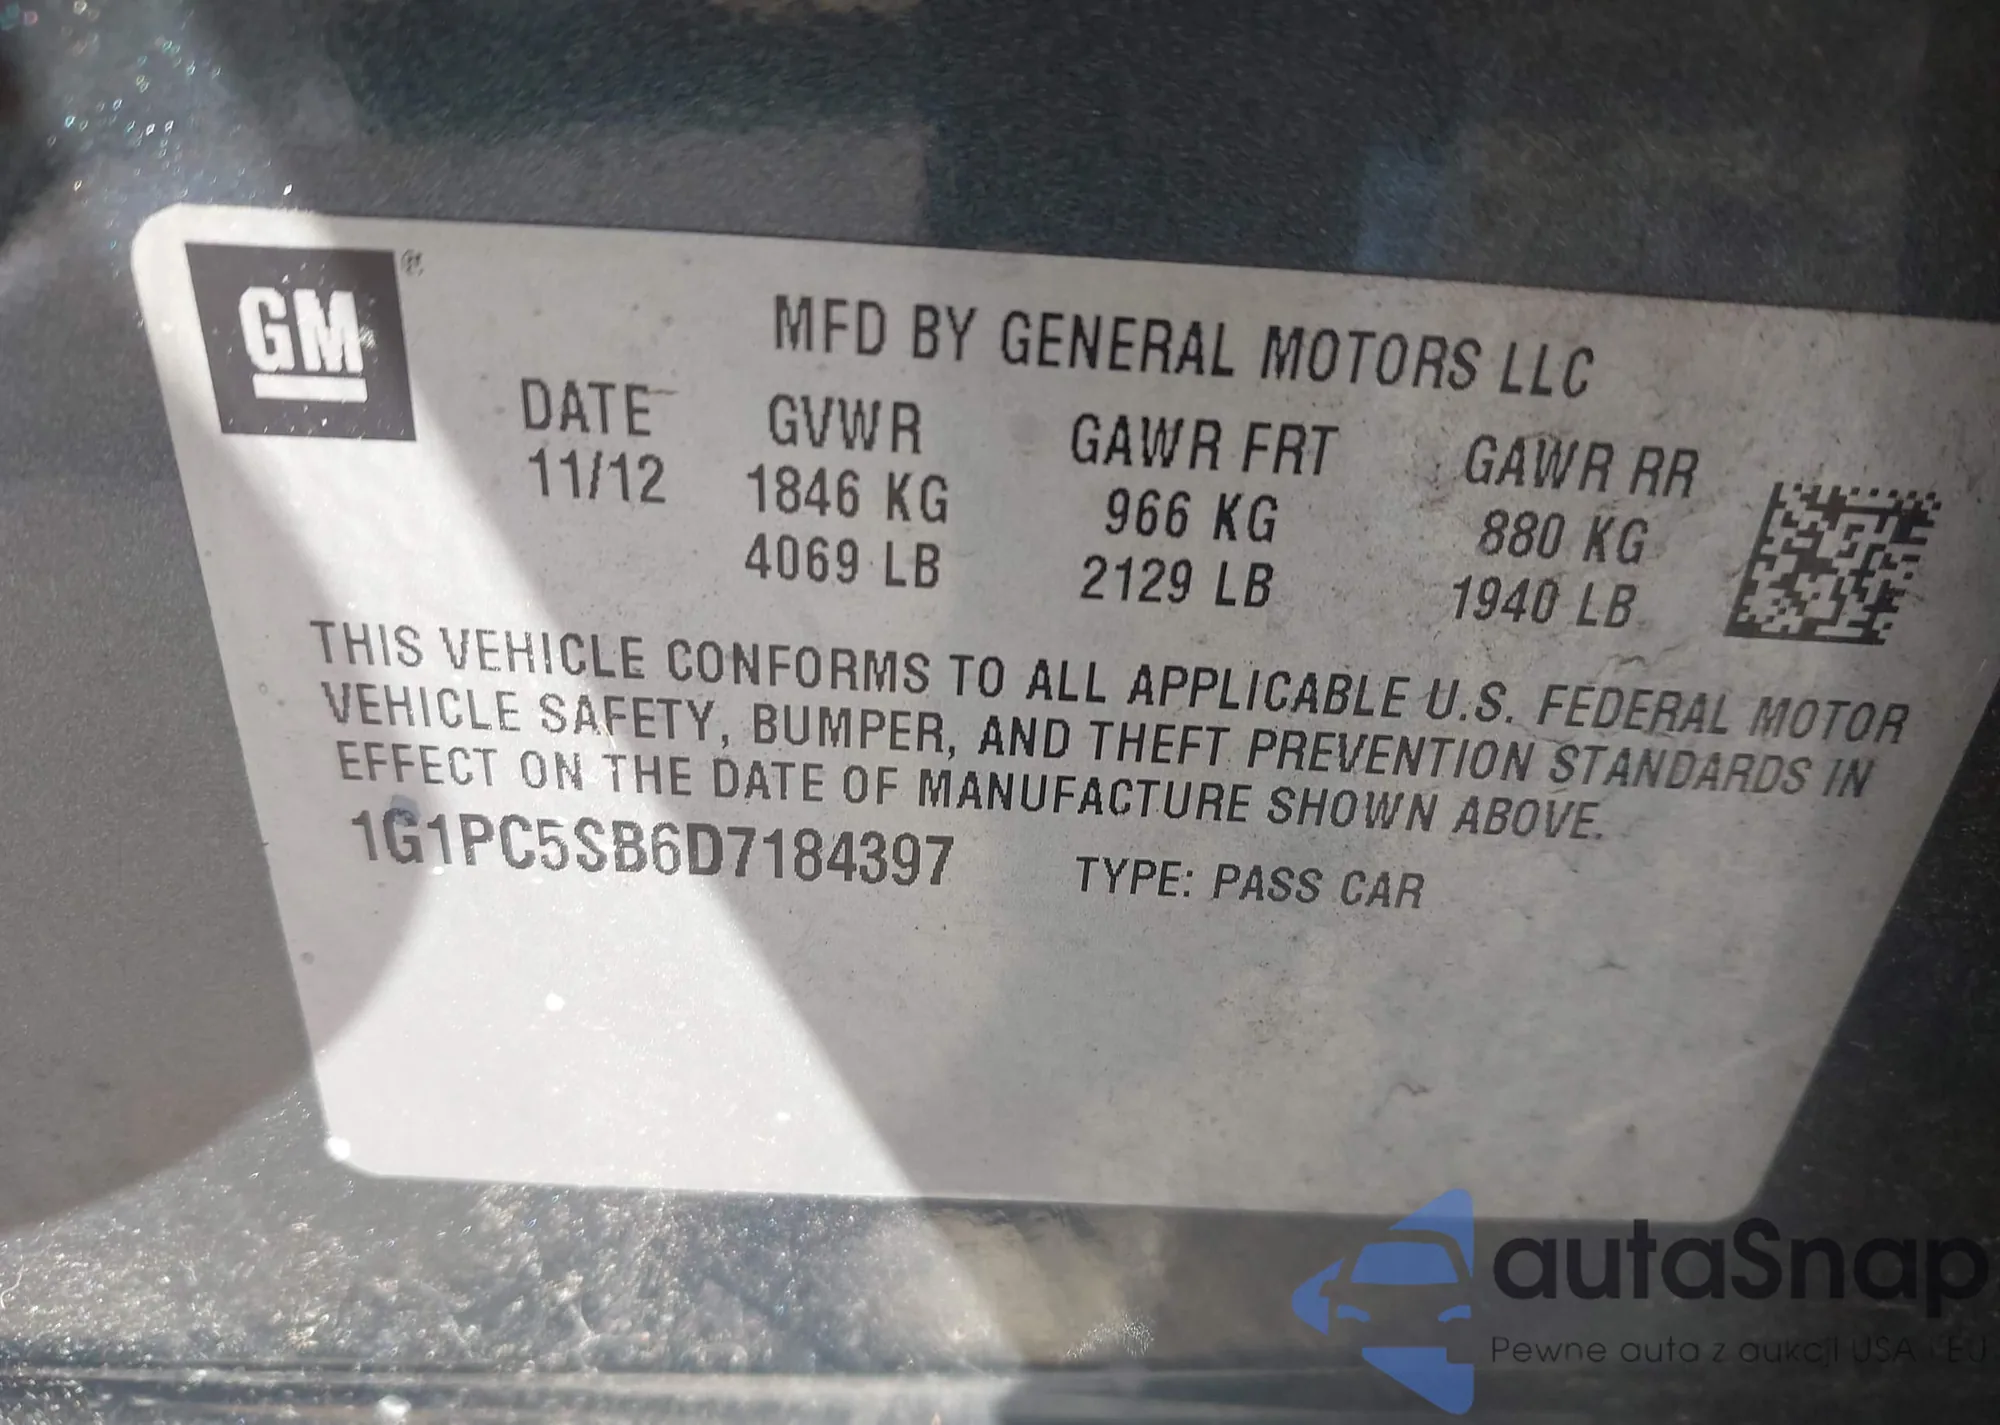 GM ®
MFD BY GENERAL MOTORS LLC
DATE GVWR GAWR FRT GAWR RR
11/12 1846 KG 966 KG 880 KG
4069 LB 2129 LB 1940 LB
THIS VEHICLE CONFORMS TO ALL APPLICABLE U.S. FEDERAL MOTOR
VEHICLE SAFETY, BUMPER, AND THEFT PREVENTION STANDARDS IN
EFFECT ON THE DATE OF MANUFACTURE SHOWN ABOVE.
1G1PC5SB6D7184397 TYPE: PASS CAR
autaSnap
Pewne auta z aukcji USA i EU